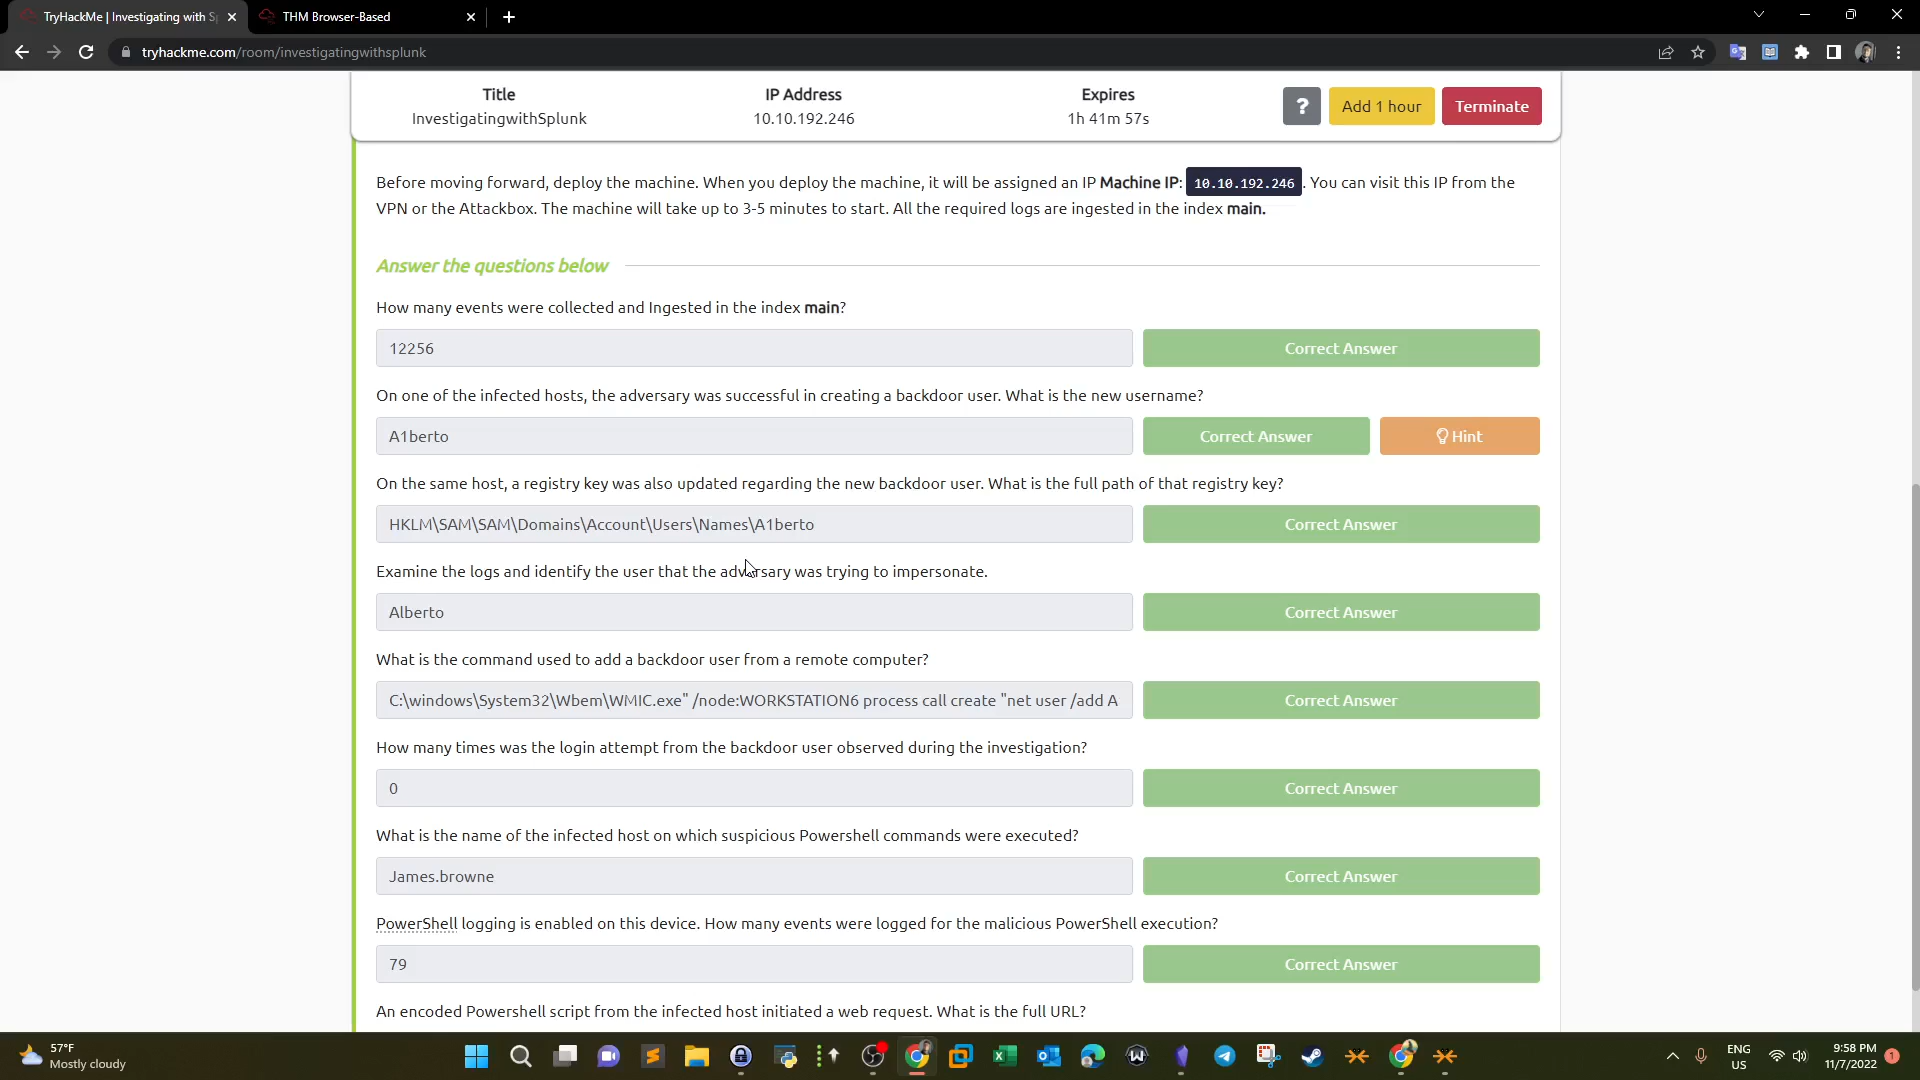 TryHackMe | Investigating with Sp
THM Browser-Based
tryhackme.com/room/investigatingwithsplunk
Title
IP Address
Expires
InvestigatingwithSplunk
10.10.192.246
1h 41m 57s
?
Add 1 hour
Terminate
Before moving forward, deploy the machine. When you deploy the machine, it will be assigned an IP Machine IP: 10.10.192.246 . You can visit this IP from the
VPN or the Attackbox. The machine will take up to 3-5 minutes to start. All the required logs are ingested in the index main.
Answer the questions below
How many events were collected and Ingested in the index main?
12256
Correct Answer
On one of the infected hosts, the adversary was successful in creating a backdoor user. What is the new username?
A1berto
Correct Answer
Hint
On the same host, a registry key was also updated regarding the new backdoor user. What is the full path of that registry key?
HKLM\SAM\SAM\Domains\Account\Users\Names\A1berto
Correct Answer
Examine the logs and identify the user that the adversary was trying to impersonate.
Alberto
Correct Answer
What is the command used to add a backdoor user from a remote computer?
C:\windows\System32\Wbem\WMIC.exe" /node:WORKSTATION6 process call create "net user /add A
Correct Answer
How many times was the login attempt from the backdoor user observed during the investigation?
0
Correct Answer
What is the name of the infected host on which suspicious Powershell commands were executed?
James.browne
Correct Answer
PowerShell logging is enabled on this device. How many events were logged for the malicious PowerShell execution?
79
Correct Answer
An encoded Powershell script from the infected host initiated a web request. What is the full URL?
57°F
Mostly cloudy
ENG
US
9:58 PM
11/7/2022
1